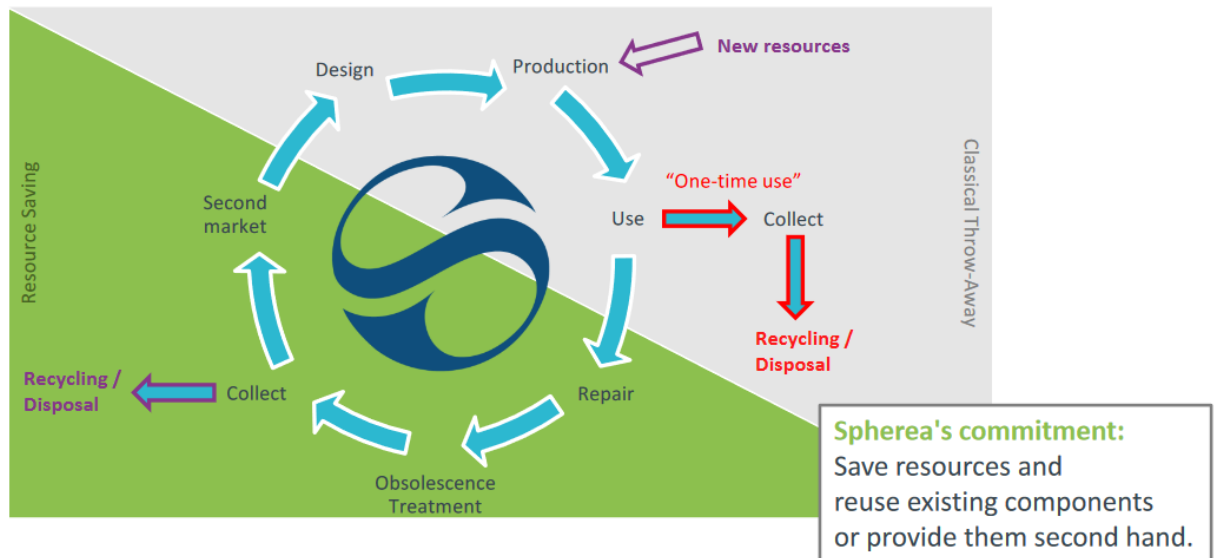 New resources
Design
Production
Resource Saving
Classical Throw-Away
"One-time use"
Second
market
Use
Collect
Recycling /
Disposal
Recycling /
Disposal
Collect
Repair
Obsolescence
Treatment
Spherea's commitment:
Save resources and
reuse existing components
or provide them second hand.